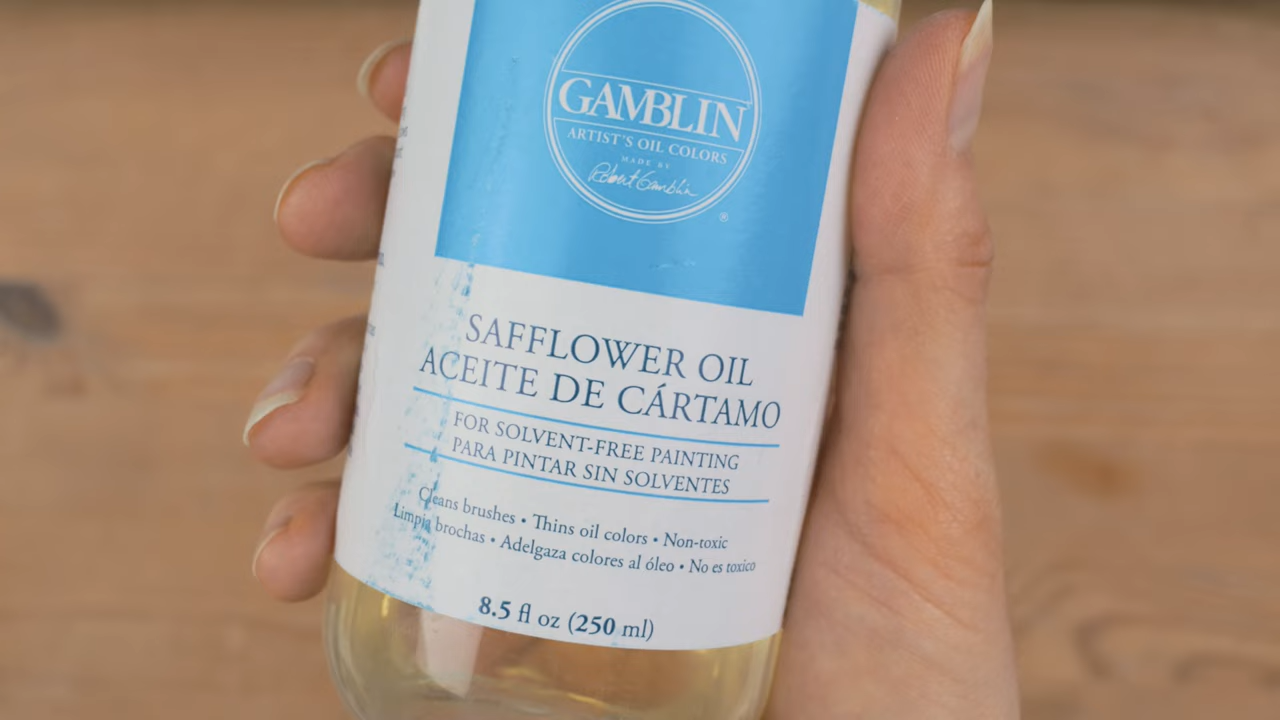 GAMBLIN
ARTIST'S OIL COLORS
MADE BY
Robert Gamblin
®
SAFFLOWER OIL
ACEITE DE CÁRTAMO
FOR SOLVENT-FREE PAINTING
PARA PINTAR SIN SOLVENTES
Cleans brushes • Thins oil colors • Non-toxic
Limpia brochas • Adelgaza colores al óleo • No es toxico
8.5 fl oz (250 ml)